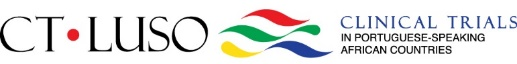 CT•LUSO
CLINICAL TRIALS
IN PORTUGUESE-SPEAKING
AFRICAN COUNTRIES